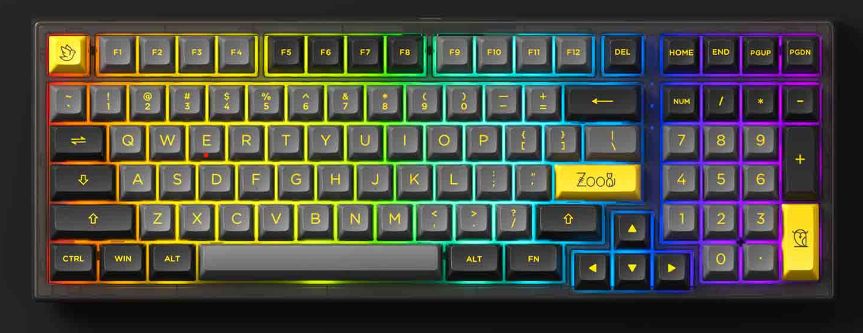 F1 F2 F3 F4 F5 F6 F7 F8 F9 F10 F11 F12 DEL HOME END PGUP PGDN
~ ! @ # $ % ^ & * ( ) — +
` 1 2 3 4 5 6 7 8 9 0 - = ← NUM / * -
⇌ Q W E R T Y U I O P { } | 7 8 9 +
[ ] \
A S D F G H J K L : " Zoo 4 5 6
; '
⇧ Z X C V B N M < > ? ⇧ ▲ 1 2 3
, . /
CTRL WIN ALT ALT FN ◀ ▼ ▶ 0 .